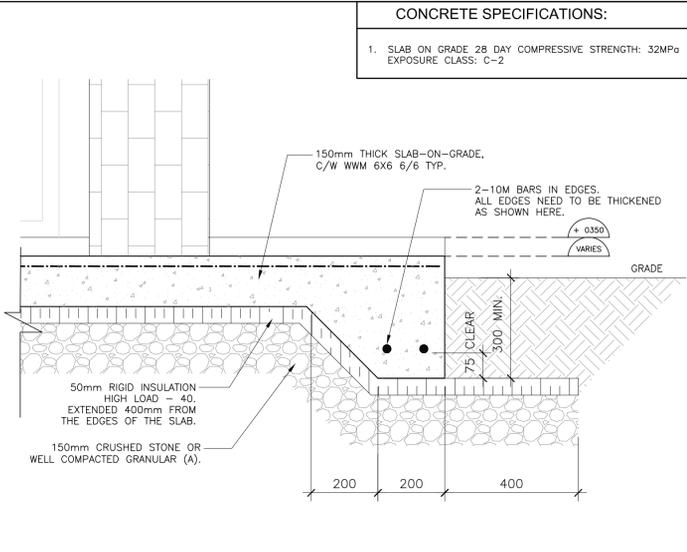 CONCRETE SPECIFICATIONS:
1. SLAB ON GRADE 28 DAY COMPRESSIVE STRENGTH: 32MPa
EXPOSURE CLASS: C-2
150mm THICK SLAB-ON-GRADE,
C/W WWM 6X6 6/6 TYP.
2-10M BARS IN EDGES.
ALL EDGES NEED TO BE THICKENED
AS SHOWN HERE.
+ 0350
VARIES
GRADE
75 CLEAR
300 MIN.
50mm RIGID INSULATION
HIGH LOAD - 40.
EXTENDED 400mm FROM
THE EDGES OF THE SLAB.
150mm CRUSHED STONE OR
WELL COMPACTED GRANULAR (A).
200
200
400